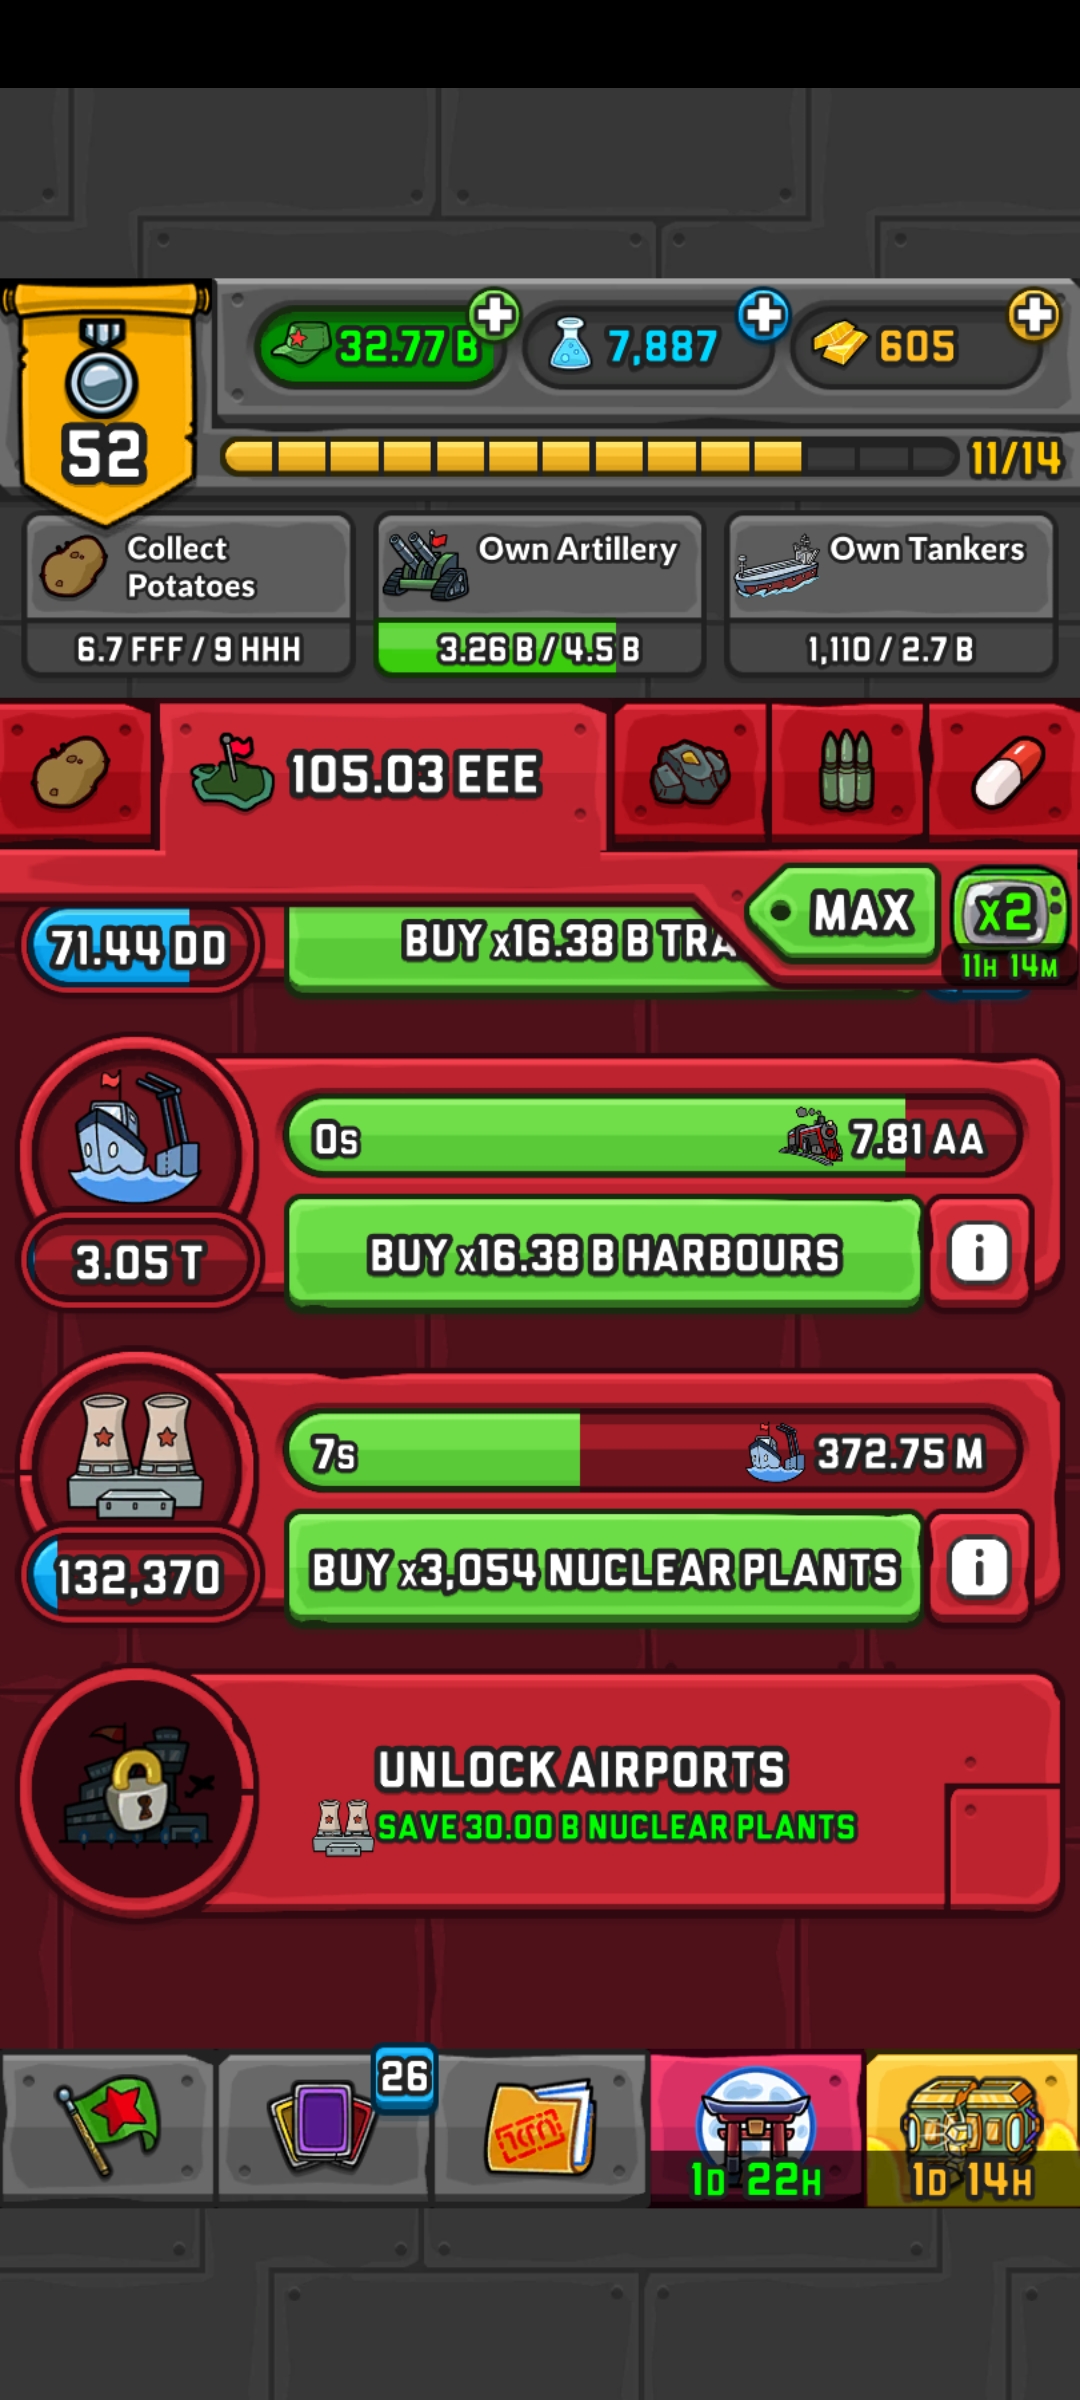 32.77 B
7,887
605
52
11/14
Collect
Potatoes
6.7 FFF / 9 HHH
Own Artillery
3.26 B / 4.5 B
Own Tankers
1,110 / 2.7 B
105.03 EEE
MAX
x2
11H 14M
71.44 DD
BUY x16.38 B
0s
7.81 AA
3.05 T
BUY x16.38 B HARBOURS
7s
372.75 M
132,370
BUY x3,054 NUCLEAR PLANTS
UNLOCK AIRPORTS
SAVE 30.00 B NUCLEAR PLANTS
26
1D 22H
1D 14H